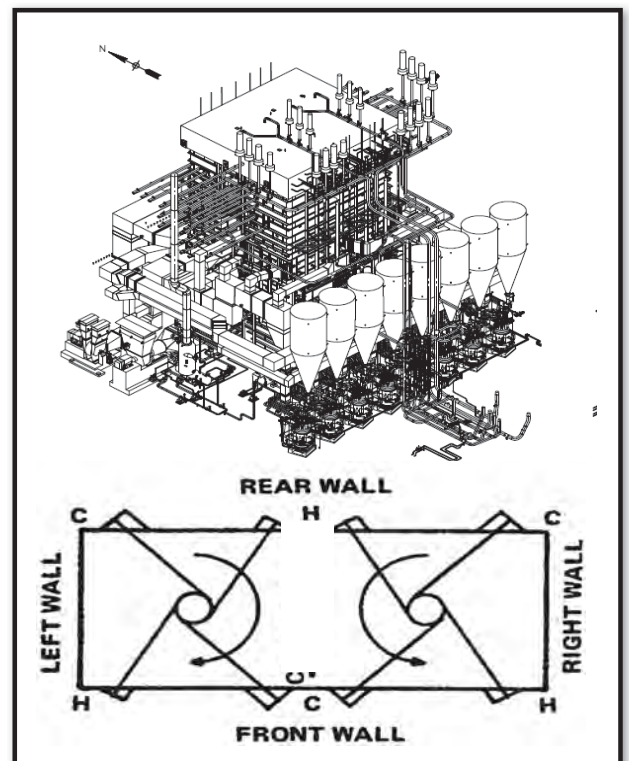 N
REAR WALL
C H C
LEFT WALL
RIGHT WALL
H C' C H
FRONT WALL